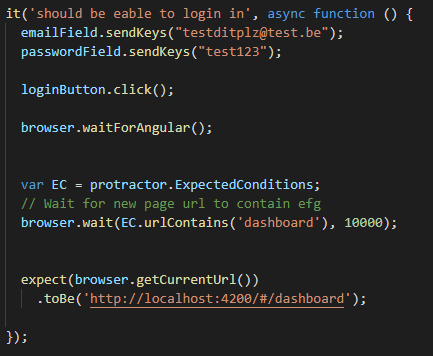 it('should be eable to login in', async function () {
emailField.sendKeys("testditplz@test.be");
passwordField.sendKeys("test123");
loginButton.click();
browser.waitForAngular();
var EC = protractor.ExpectedConditions;
// Wait for new page url to contain efg
browser.wait(EC.urlContains('dashboard'), 10000);
expect(browser.getCurrentUrl())
.toBe('http://localhost:4200/#/dashboard');
});